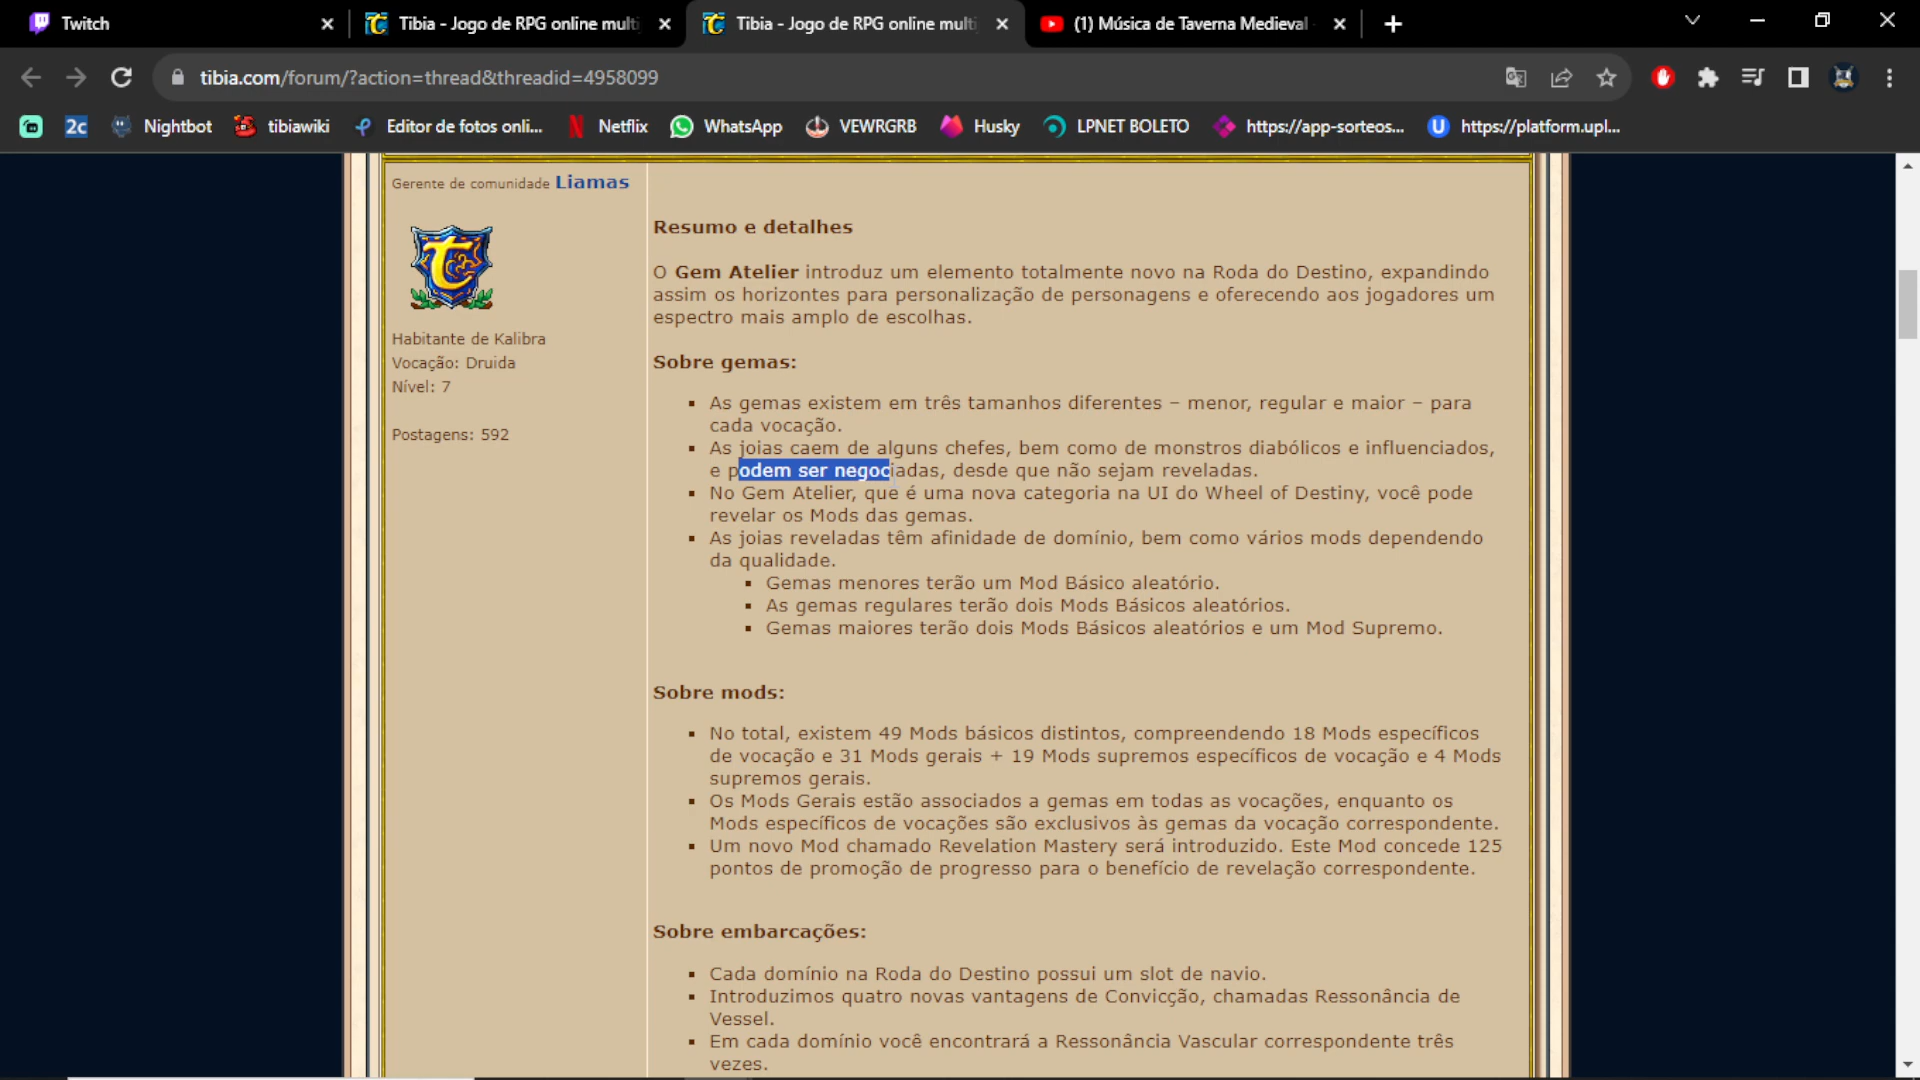 Twitch
Tibia - Jogo de RPG online multi
Tibia - Jogo de RPG online multi
(1) Música de Taverna Medieval
tibia.com/forum/?action=thread&threadid=4958099
2c
Nightbot
tibiawiki
Editor de fotos onli...
Netflix
WhatsApp
VEWRGRB
Husky
LPNET BOLETO
https://app-sorteos...
https://platform.upl...
Gerente de comunidade Liamas
Habitante de Kalibra
Vocação: Druida
Nível: 7
Postagens: 592
Resumo e detalhes
O Gem Atelier introduz um elemento totalmente novo na Roda do Destino, expandindo
assim os horizontes para personalização de personagens e oferecendo aos jogadores um
espectro mais amplo de escolhas.
Sobre gemas:
As gemas existem em três tamanhos diferentes – menor, regular e maior – para
cada vocação.
As joias caem de alguns chefes, bem como de monstros diabólicos e influenciados,
e podem ser negociadas, desde que não sejam reveladas.
No Gem Atelier, que é uma nova categoria na UI do Wheel of Destiny, você pode
revelar os Mods das gemas.
As joias reveladas têm afinidade de domínio, bem como vários mods dependendo
da qualidade.
Gemas menores terão um Mod Básico aleatório.
As gemas regulares terão dois Mods Básicos aleatórios.
Gemas maiores terão dois Mods Básicos aleatórios e um Mod Supremo.
Sobre mods:
No total, existem 49 Mods básicos distintos, compreendendo 18 Mods específicos
de vocação e 31 Mods gerais + 19 Mods supremos específicos de vocação e 4 Mods
supremos gerais.
Os Mods Gerais estão associados a gemas em todas as vocações, enquanto os
Mods específicos de vocações são exclusivos às gemas da vocação correspondente.
Um novo Mod chamado Revelation Mastery será introduzido. Este Mod concede 125
pontos de promoção de progresso para o benefício de revelação correspondente.
Sobre embarcações:
Cada domínio na Roda do Destino possui um slot de navio.
Introduzimos quatro novas vantagens de Convicção, chamadas Ressonância de
Vessel.
Em cada domínio você encontrará a Ressonância Vascular correspondente três
vezes.